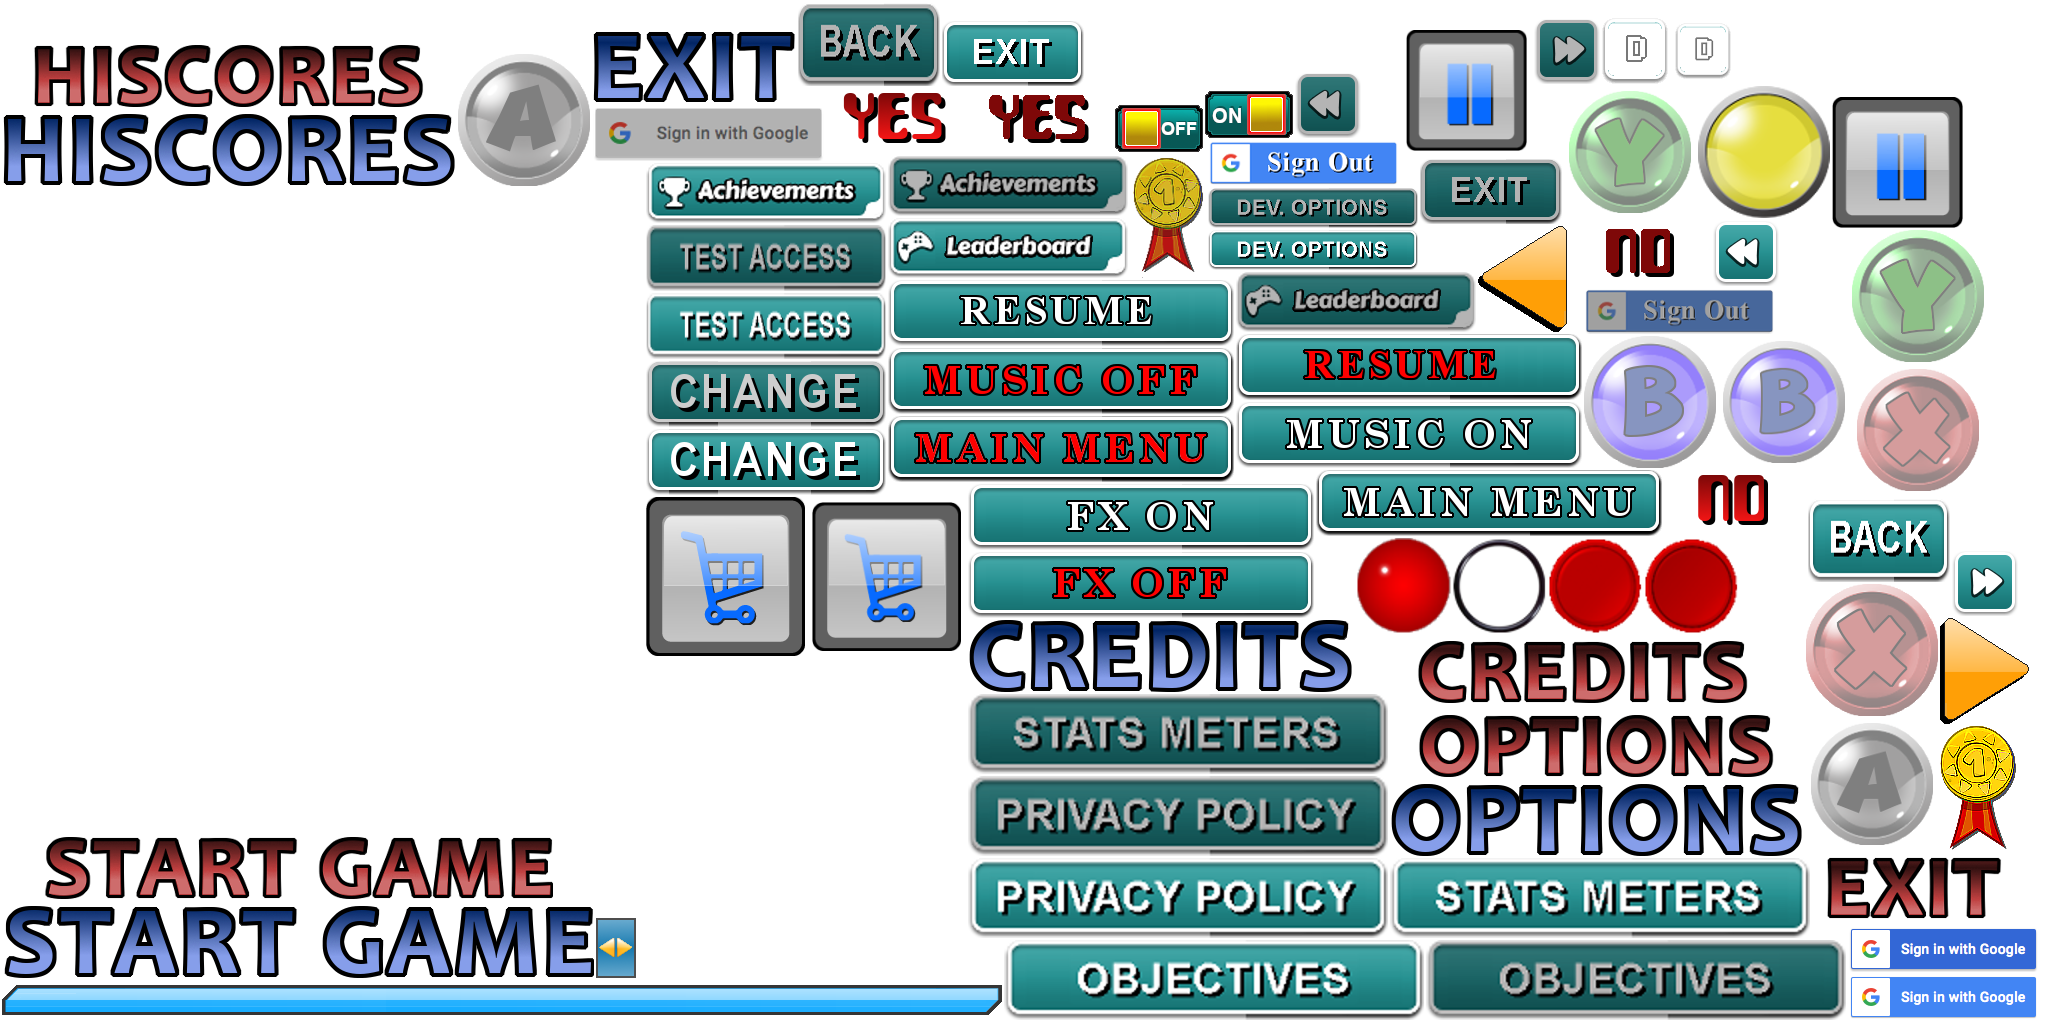 HISCORES
HISCORES
A
EXIT
BACK
EXIT
Sign in with Google
YES
YES
OFF
ON
D
D
Y
Sign Out
Achievements
Achievements
1
DEV. OPTIONS
EXIT
TEST ACCESS
Leaderboard
DEV. OPTIONS
NO
Y
Leaderboard
Sign Out
TEST ACCESS
RESUME
RESUME
CHANGE
MUSIC OFF
B
B
X
CHANGE
MAIN MENU
MUSIC ON
FX ON
MAIN MENU
NO
BACK
FX OFF
CREDITS
CREDITS
X
STATS METERS
OPTIONS
A
1
PRIVACY POLICY
OPTIONS
START GAME
PRIVACY POLICY
STATS METERS
EXIT
START GAME
Sign in with Google
OBJECTIVES
OBJECTIVES
Sign in with Google